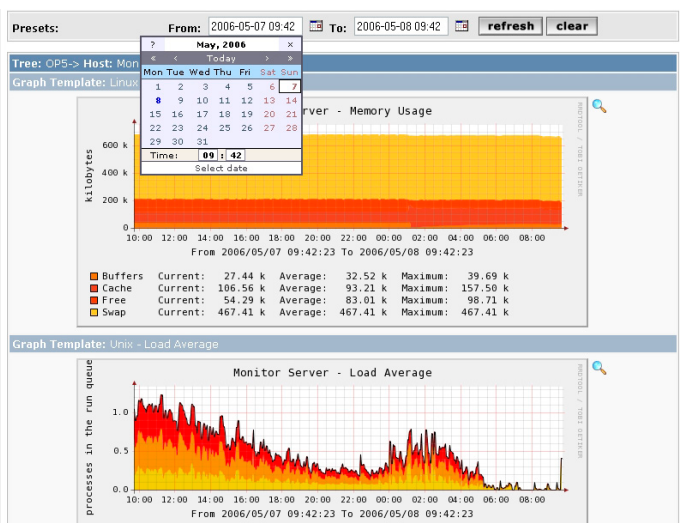 Presets: From: 2006-05-07 09:42 To: 2006-05-08 09:42 refresh clear
? May, 2006 ×
« ‹ Today › »
Mon Tue Wed Thu Fri Sat Sun
1 2 3 4 5 6 7
8 9 10 11 12 13 14
15 16 17 18 19 20 21
22 23 24 25 26 27 28
29 30 31
Time: 09 : 42
Select date
Tree: OP5-> Host: Mon
Graph Template: Linux
rver - Memory Usage
RRDTOOL / TOBI OETIKER
kilobytes
600 k
400 k
200 k
0
10:00 12:00 14:00 16:00 18:00 20:00 22:00 00:00 02:00 04:00 06:00 08:00
From 2006/05/07 09:42:23 To 2006/05/08 09:42:23
Buffers Current: 27.44 k Average: 32.52 k Maximum: 39.69 k
Cache Current: 106.56 k Average: 93.21 k Maximum: 157.50 k
Free Current: 54.29 k Average: 83.01 k Maximum: 98.71 k
Swap Current: 467.41 k Average: 467.41 k Maximum: 467.41 k
Graph Template: Unix - Load Average
Monitor Server - Load Average
RRDTOOL / TOBI OETIKER
processes in the run queue
1.0
0.5
0.0
10:00 12:00 14:00 16:00 18:00 20:00 22:00 00:00 02:00 04:00 06:00 08:00
From 2006/05/07 09:42:23 To 2006/05/08 09:42:23